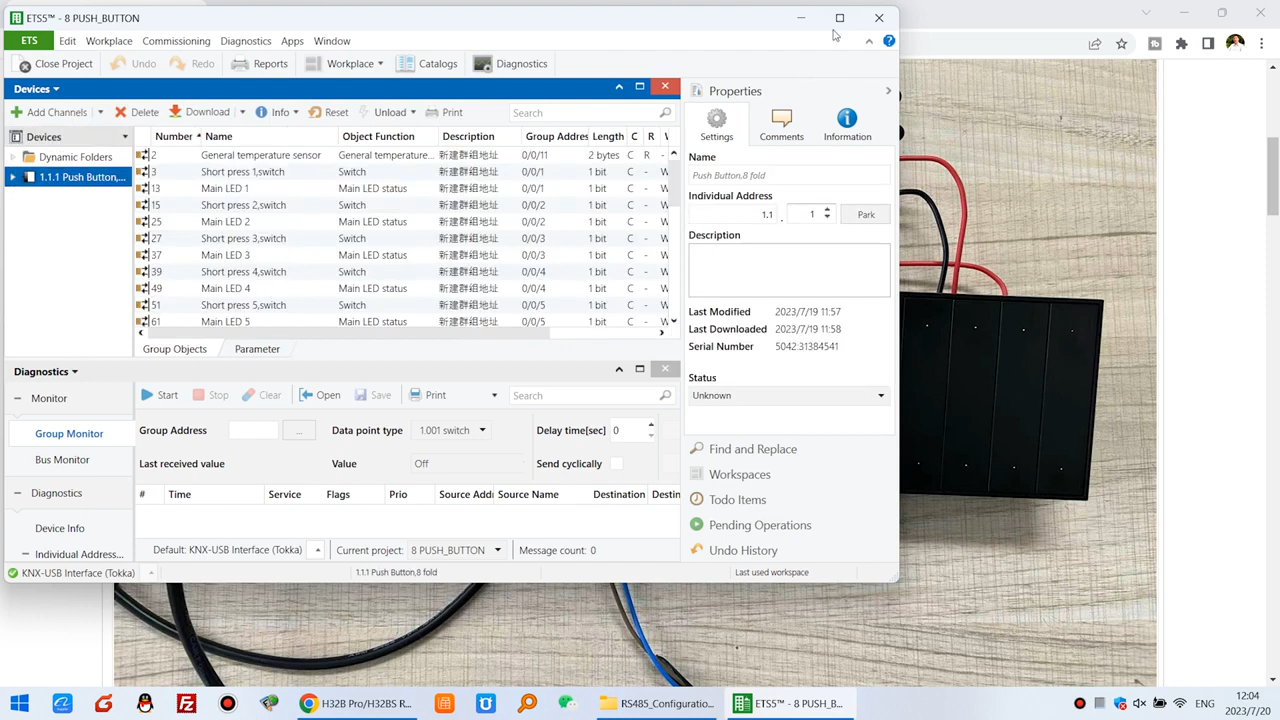 ETS5™ - 8 PUSH_BUTTON
ETS Edit Workplace Commissioning Diagnostics Apps Window
Close Project Undo Redo Reports Workplace Catalogs Diagnostics
Devices
Add Channels Delete Download Info Reset Unload Print Search
Devices
Dynamic Folders
1.1.1 Push Button,...
Number Name Object Function Description Group Addres Length C R
2 General temperature sensor General temperature... 新建群组地址 0/0/11 2 bytes C R -
3 Short press 1,switch Switch 新建群组地址 0/0/1 1 bit C - W
13 Main LED 1 Main LED status 新建群组地址 0/0/1 1 bit C - W
15 Short press 2,switch Switch 新建群组地址 0/0/2 1 bit C - W
25 Main LED 2 Main LED status 新建群组地址 0/0/2 1 bit C - W
27 Short press 3,switch Switch 新建群组地址 0/0/3 1 bit C - W
37 Main LED 3 Main LED status 新建群组地址 0/0/3 1 bit C - W
39 Short press 4,switch Switch 新建群组地址 0/0/4 1 bit C - W
49 Main LED 4 Main LED status 新建群组地址 0/0/4 1 bit C - W
51 Short press 5,switch Switch 新建群组地址 0/0/5 1 bit C - W
61 Main LED 5 Main LED status 新建群组地址 0/0/5 1 bit C - W
Group Objects Parameter
Properties
Settings Comments Information
Name
Push Button,8 fold
Individual Address
1.1 . 1 Park
Description
Last Modified 2023/7/19 11:57
Last Downloaded 2023/7/19 11:58
Serial Number 5042:31384541
Status
Unknown
Find and Replace
Workspaces
Todo Items
Pending Operations
Undo History
Diagnostics
Monitor
Group Monitor
Bus Monitor
Diagnostics
Device Info
Individual Address...
Start Stop Clear Open Save Print Search
Group Address ... Data point type 1.001 switch Delay time[sec] 0
Last received value Value Off Send cyclically
# Time Service Flags Prio Source Addr Source Name Destination Destin
Default: KNX-USB Interface (Tokka) Current project: 8 PUSH_BUTTON Message count: 0
KNX-USB Interface (Tokka) 1.1.1 Push Button,8 fold Last used workspace
H32B Pro/H32BS R... RS485_Configuratio... ETS5™ - 8 PUSH_B... ENG
12:04
2023/7/20